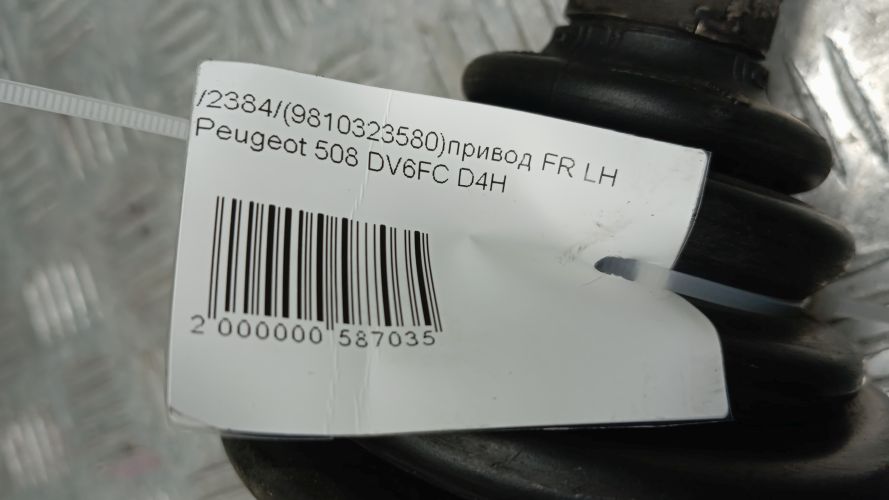 /2384/(9810323580)привод FR LH
Peugeot 508 DV6FC D4H
2 000000 587035